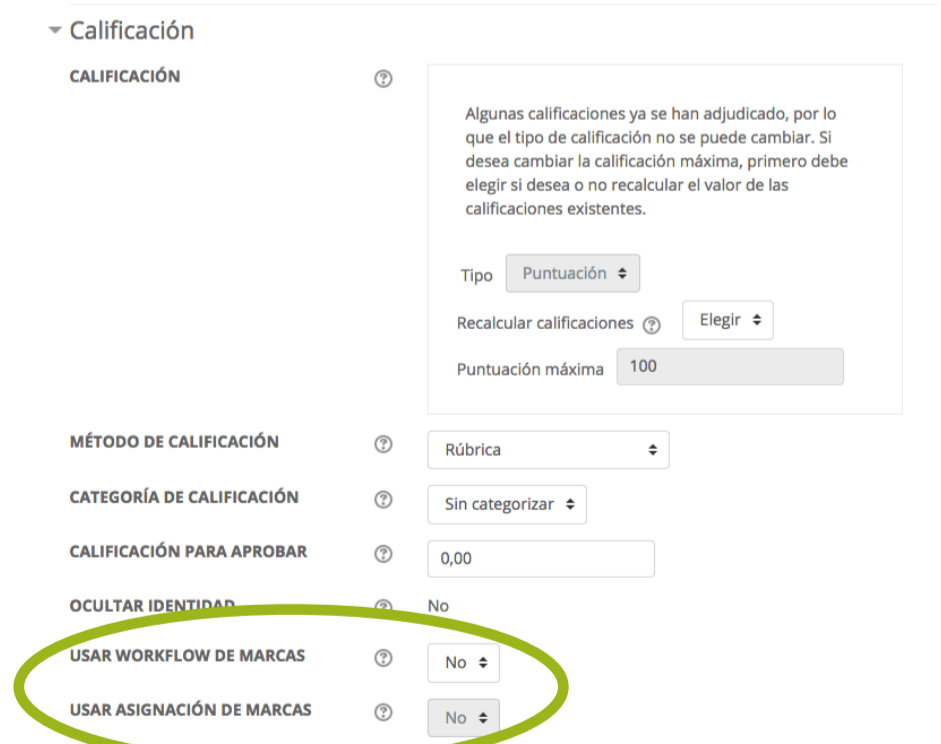 Calificación
CALIFICACIÓN
Algunas calificaciones ya se han adjudicado, por lo
que el tipo de calificación no se puede cambiar. Si
desea cambiar la calificación máxima, primero debe
elegir si desea o no recalcular el valor de las
calificaciones existentes.
Tipo Puntuación
Recalcular calificaciones Elegir
Puntuación máxima 100
MÉTODO DE CALIFICACIÓN Rúbrica
CATEGORÍA DE CALIFICACIÓN Sin categorizar
CALIFICACIÓN PARA APROBAR 0,00
OCULTAR IDENTIDAD No
USAR WORKFLOW DE MARCAS No
USAR ASIGNACIÓN DE MARCAS No